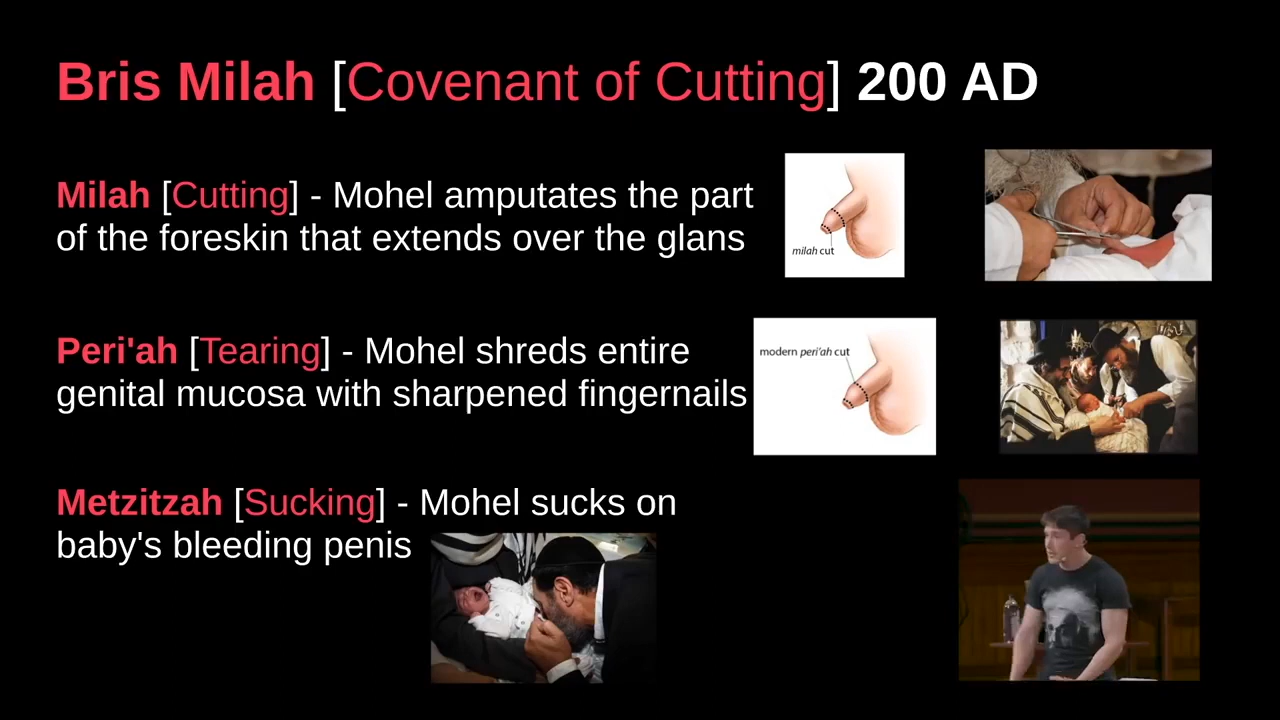 Bris Milah [Covenant of Cutting] 200 AD
Milah [Cutting] - Mohel amputates the part
of the foreskin that extends over the glans
milah cut
Peri'ah [Tearing] - Mohel shreds entire
genital mucosa with sharpened fingernails
modern peri'ah cut
Metzitzah [Sucking] - Mohel sucks on
baby's bleeding penis